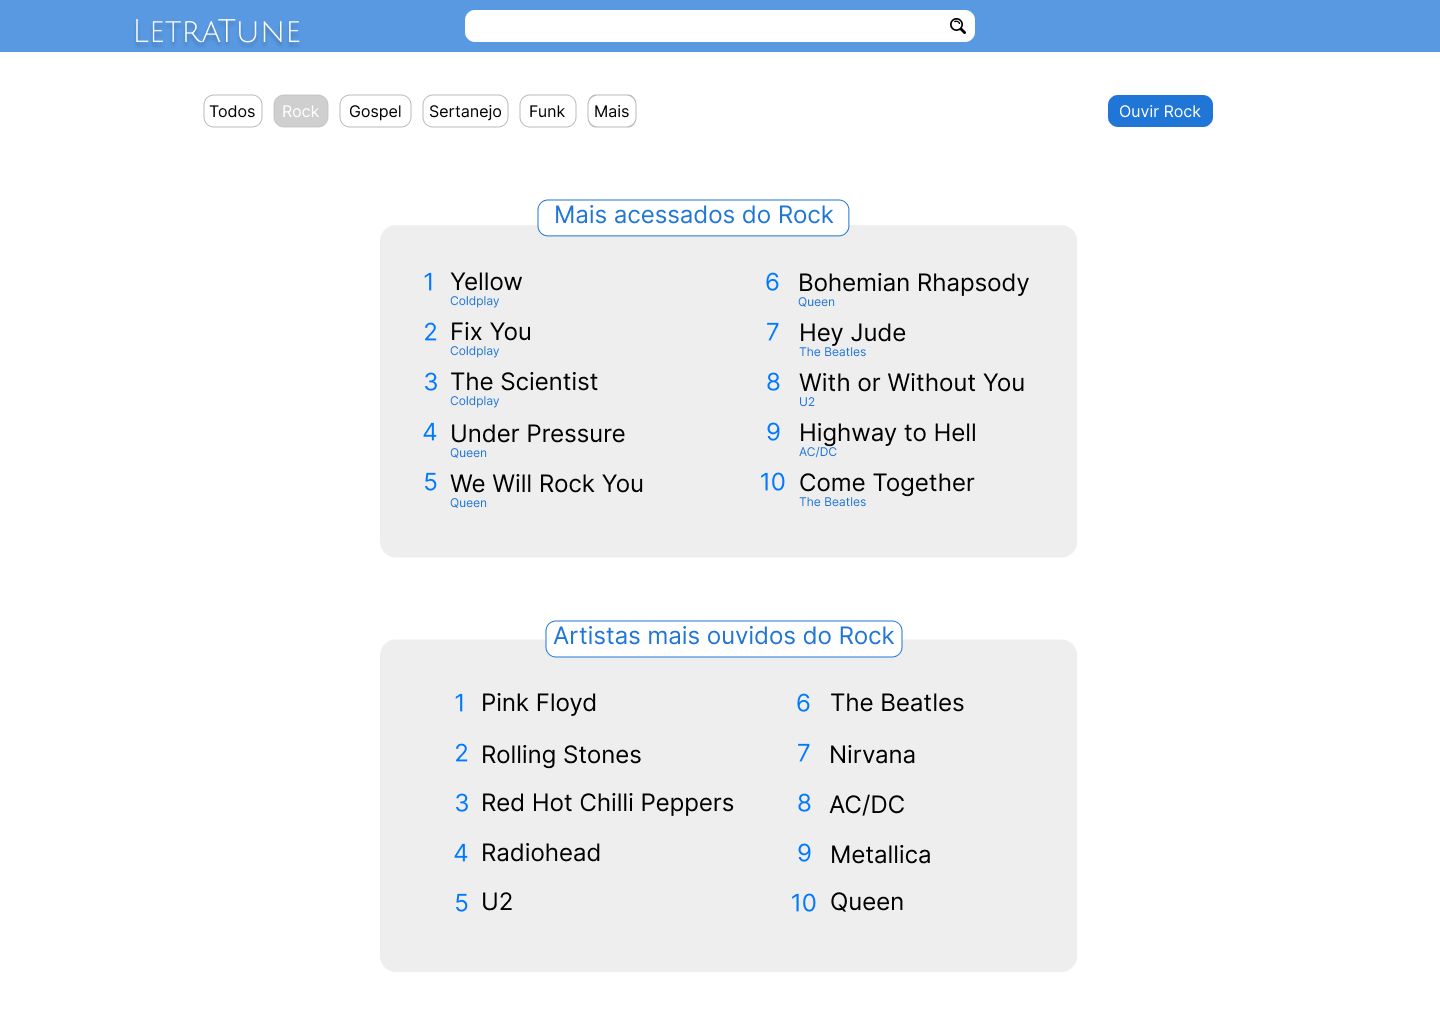 LETRATUNE
Todos Rock Gospel Sertanejo Funk Mais Ouvir Rock
Mais acessados do Rock
1 Yellow
Coldplay
2 Fix You
Coldplay
3 The Scientist
Coldplay
4 Under Pressure
Queen
5 We Will Rock You
Queen
6 Bohemian Rhapsody
Queen
7 Hey Jude
The Beatles
8 With or Without You
U2
9 Highway to Hell
AC/DC
10 Come Together
The Beatles
Artistas mais ouvidos do Rock
1 Pink Floyd
2 Rolling Stones
3 Red Hot Chilli Peppers
4 Radiohead
5 U2
6 The Beatles
7 Nirvana
8 AC/DC
9 Metallica
10 Queen